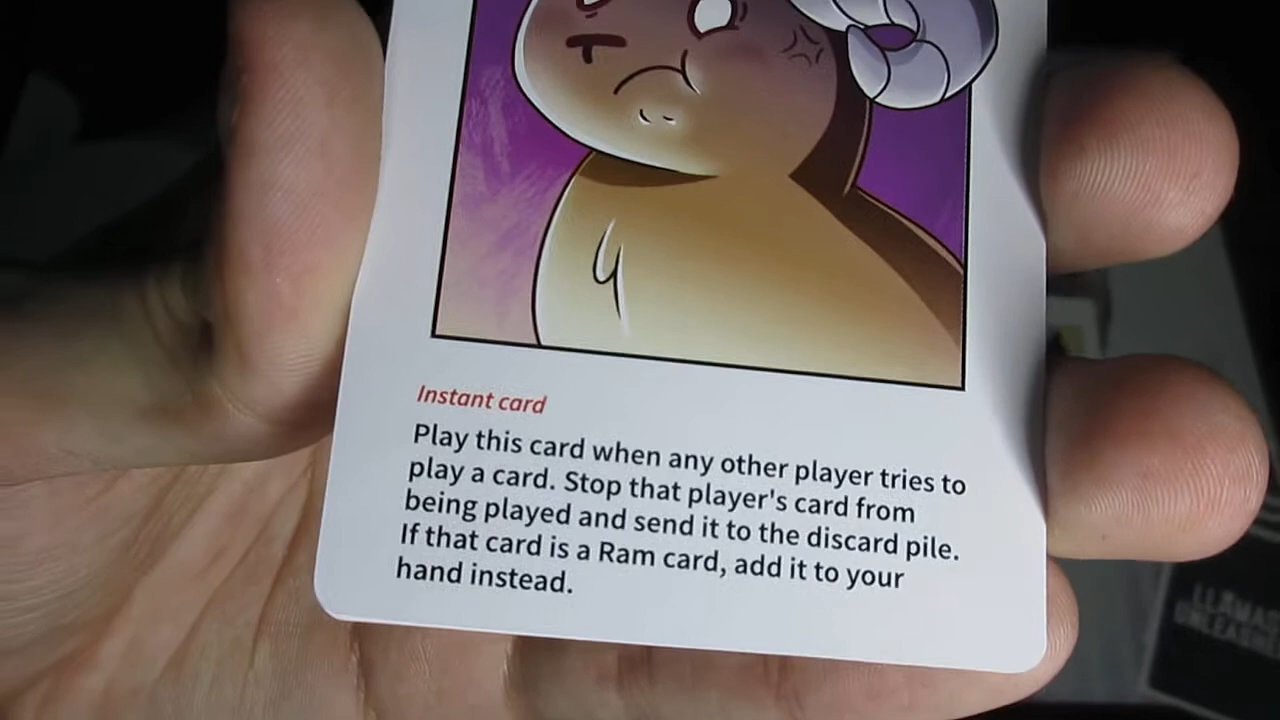 Instant card
Play this card when any other player tries to
play a card. Stop that player's card from
being played and send it to the discard pile.
If that card is a Ram card, add it to your
hand instead.
LLAMAS
UNLEASHED